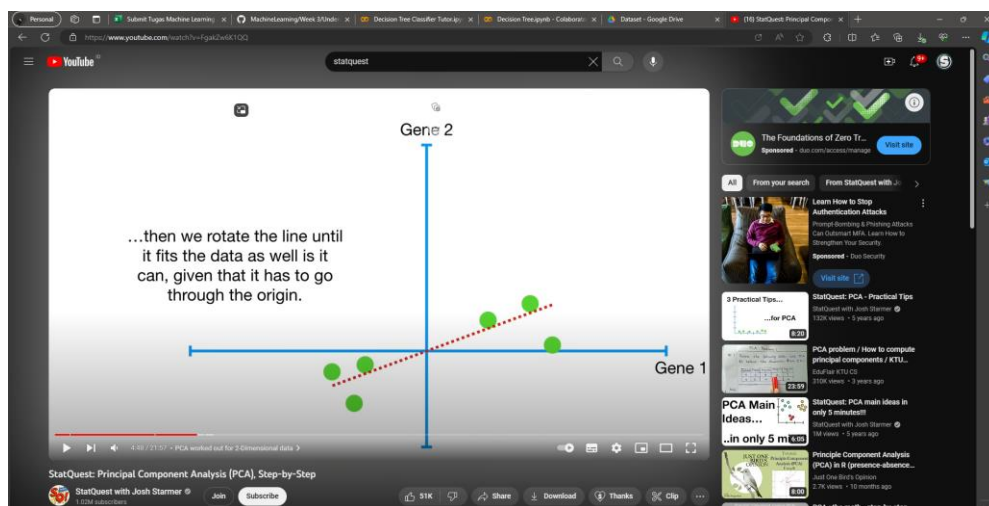 Personal
Submit Tugas Machine Learning
MachineLearning/Week 3/Under
Decision Tree Classifier Tutor.ipy
Decision Tree.ipynb - Colaborato
Dataset - Google Drive
(16) StatQuest: Principal Compon
https://www.youtube.com/watch?v=FgakZw6K1QQ
YouTube
statquest
9+
Gene 2
...then we rotate the line until
it fits the data as well is it
can, given that it has to go
through the origin.
Gene 1
4:48 / 21:57 • PCA worked out for 2-Dimensional data >
StatQuest: Principal Component Analysis (PCA), Step-by-Step
StatQuest with Josh Starmer
1.02M subscribers
Join
Subscribe
51K
Share
Download
Thanks
Clip
DUO
The Foundations of Zero Tr...
Sponsored · duo.com/access/manage
Visit site
All
From your search
From StatQuest with Jo
Learn How to Stop
Authentication Attacks
Prompt-Bombing & Phishing Attacks
Can Outsmart MFA. Learn How to
Strengthen Your Security.
Sponsored · Duo Security
Visit site
3 Practical Tips...
...for PCA
8:20
StatQuest: PCA - Practical Tips
StatQuest with Josh Starmer
132K views • 5 years ago
23:59
PCA problem / How to compute
principal components / KTU...
EduFlair KTU CS
310K views • 3 years ago
PCA Main
Ideas...
..in only 5 m
6:05
StatQuest: PCA main ideas in
only 5 minutes!!!
StatQuest with Josh Starmer
1M views • 5 years ago
JUST ONE
BIRD'S
OPINION
8:00
Principle Component Analysis
(PCA) in R (presence-absence...
Just One Bird's Opinion
2.7K views • 10 months ago